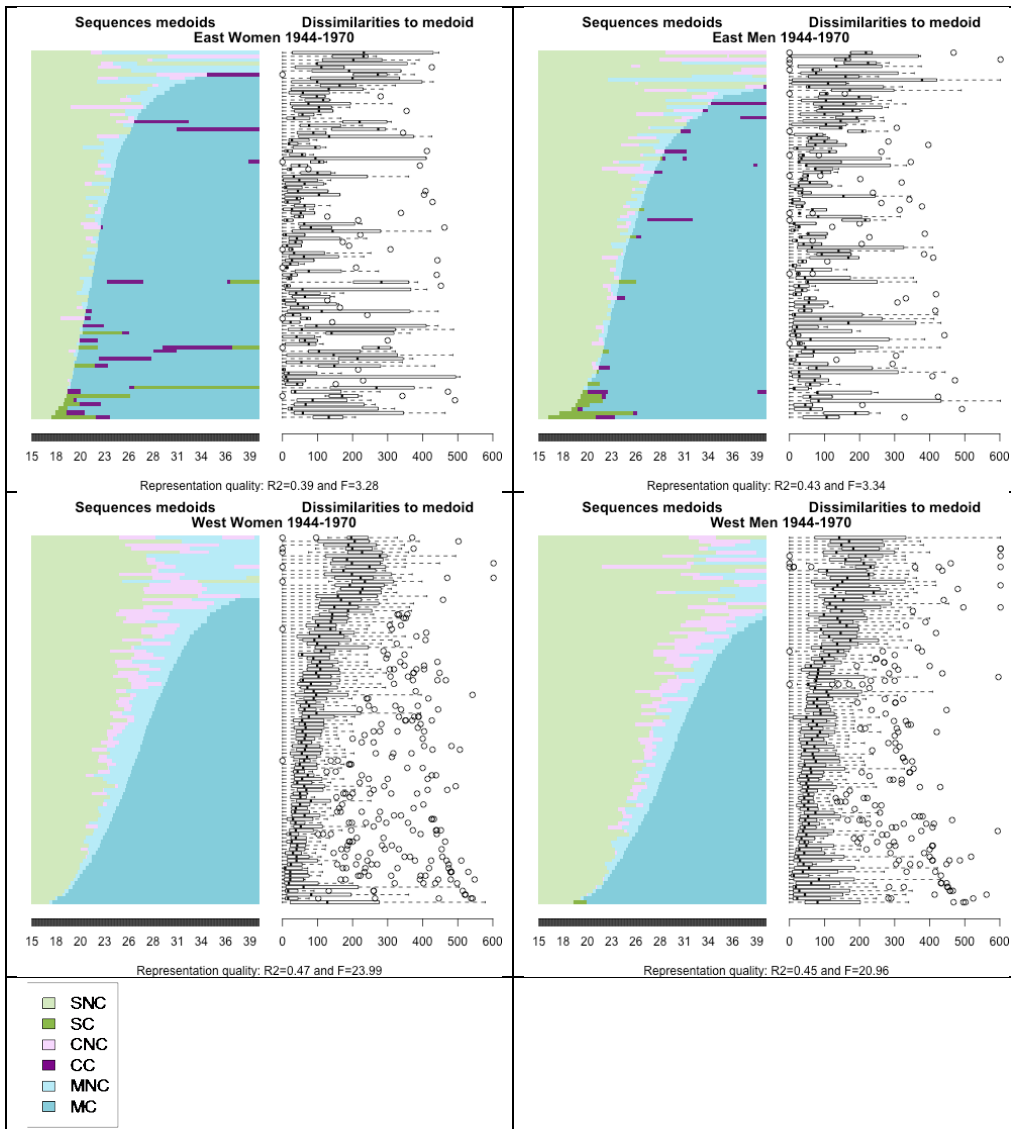 Sequences medoids Dissimilarities to medoid
East Women 1944-1970
15 18 20 23 26 28 31 34 36 39 0 100 200 300 400 500 600
Representation quality: R2=0.39 and F=3.28
Sequences medoids Dissimilarities to medoid
East Men 1944-1970
15 18 20 23 26 28 31 34 36 39 0 100 200 300 400 500 600
Representation quality: R2=0.43 and F=3.34
Sequences medoids Dissimilarities to medoid
West Women 1944-1970
15 18 20 23 26 28 31 34 36 39 0 100 200 300 400 500 600
Representation quality: R2=0.47 and F=23.99
Sequences medoids Dissimilarities to medoid
West Men 1944-1970
15 18 20 23 26 28 31 34 36 39 0 100 200 300 400 500 600
Representation quality: R2=0.45 and F=20.96
SNC
SC
CNC
CC
MNC
MC